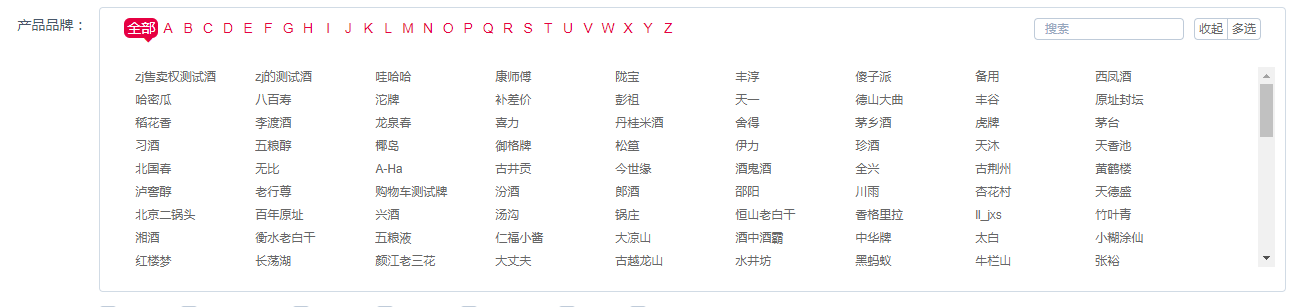 产品品牌： 全部 A B C D E F G H I J K L M N O P Q R S T U V W X Y Z 搜索 收起 多选
zj售卖权测试酒 zj的测试酒 哇哈哈 康师傅 陇宝 丰淳 傻子派 备用 西凤酒
哈密瓜 八百寿 沱牌 补差价 彭祖 天一 德山大曲 丰谷 原址封坛
稻花香 李渡酒 龙泉春 喜力 丹桂米酒 舍得 茅乡酒 虎牌 茅台
习酒 五粮醇 椰岛 御格牌 松篮 伊力 珍酒 天沐 天香池
北国春 无比 A-Ha 古井贡 今世缘 酒鬼酒 全兴 古荆州 黄鹤楼
泸窖醇 老行尊 购物车测试牌 汾酒 郎酒 邵阳 川雨 杏花村 天德盛
北京二锅头 百年原址 兴酒 汤沟 锅庄 恒山老白干 香格里拉 ll_jxs 竹叶青
湘酒 衡水老白干 五粮液 仁福小酱 大凉山 酒中酒霸 中华牌 太白 小糊涂仙
红楼梦 长荡湖 颜江老三花 大丈夫 古越龙山 水井坊 黑蚂蚁 牛栏山 张裕